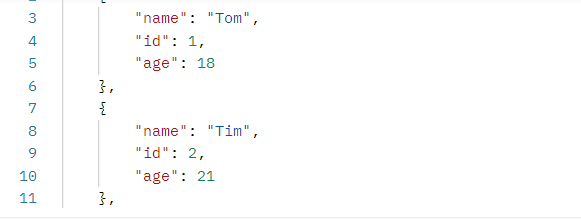 3 "name": "Tom",
4 "id": 1,
5 "age": 18
6 },
7 {
8 "name": "Tim",
9 "id": 2,
10 "age": 21
11 },